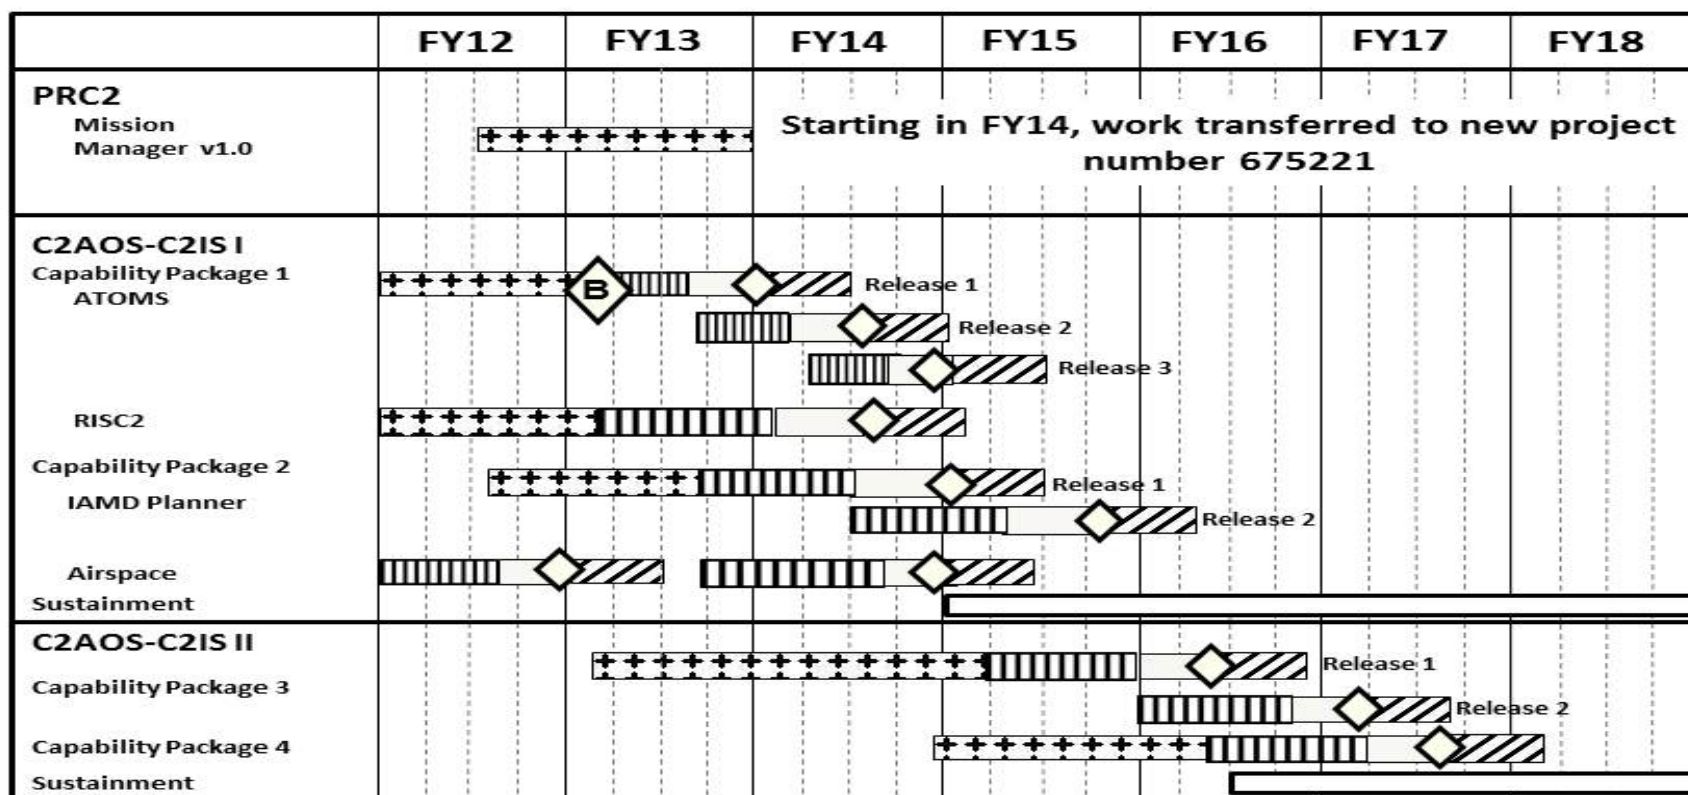 FY12 FY13 FY14 FY15 FY16 FY17 FY18
PRC2
Mission
Manager v1.0
Starting in FY14, work transferred to new project
number 675221
C2AOS-C2IS I
Capability Package 1
ATOMS
B
Release 1
Release 2
Release 3
RISC2
Capability Package 2
IAMD Planner
Release 1
Release 2
Airspace
Sustainment
C2AOS-C2IS II
Release 1
Capability Package 3
Release 2
Capability Package 4
Sustainment